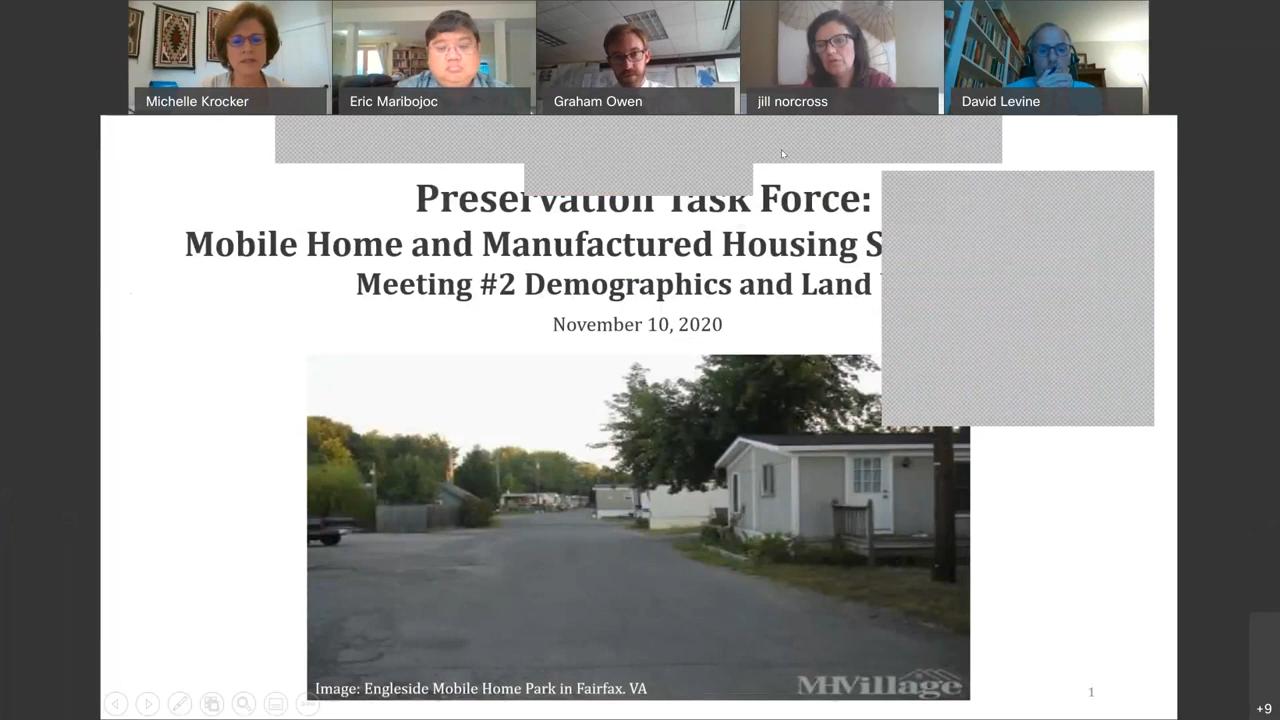 Michelle Krocker
Eric Maribojoc
Graham Owen
jill norcross
David Levine
Preservation Task Force:
Mobile Home and Manufactured Housing S
Meeting #2 Demographics and Land
November 10, 2020
Image: Engleside Mobile Home Park in Fairfax. VA
MHVillage
1
+9